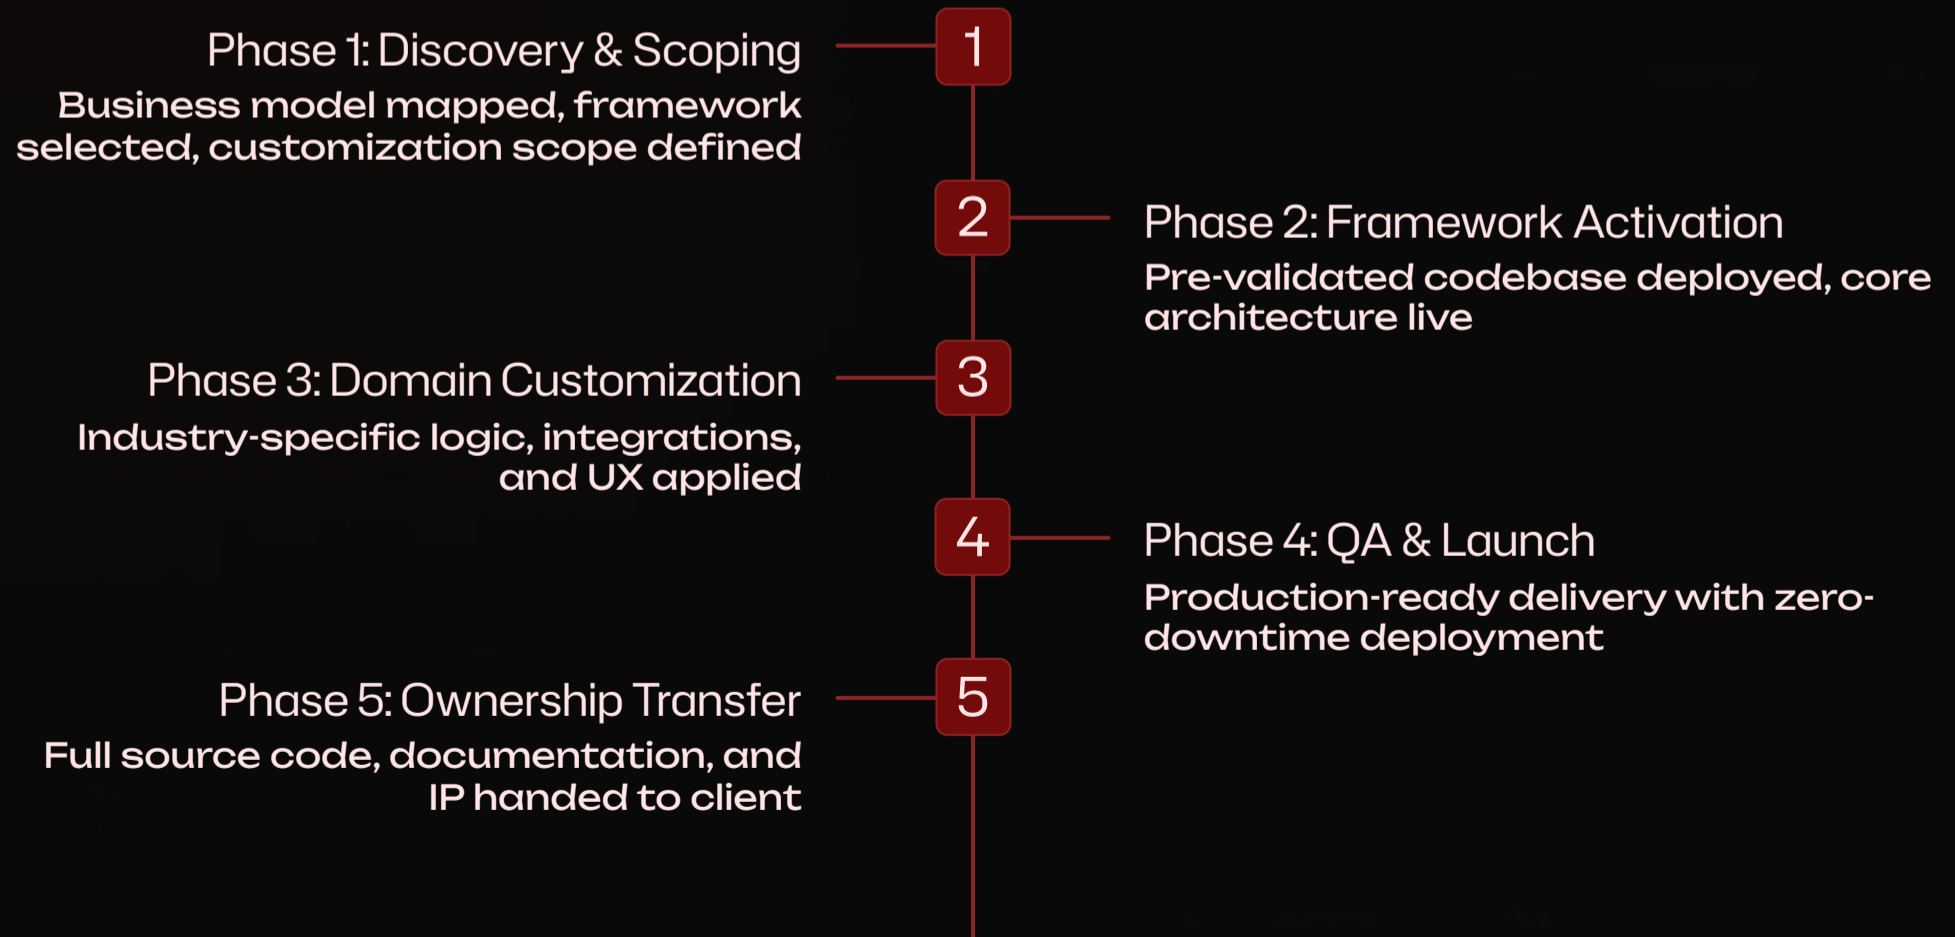 1
Phase 1: Discovery & Scoping
Business model mapped, framework
selected, customization scope defined
2
Phase 2: Framework Activation
Pre-validated codebase deployed, core
architecture live
3
Phase 3: Domain Customization
Industry-specific logic, integrations,
and UX applied
4
Phase 4: QA & Launch
Production-ready delivery with zero-
downtime deployment
5
Phase 5: Ownership Transfer
Full source code, documentation, and
IP handed to client